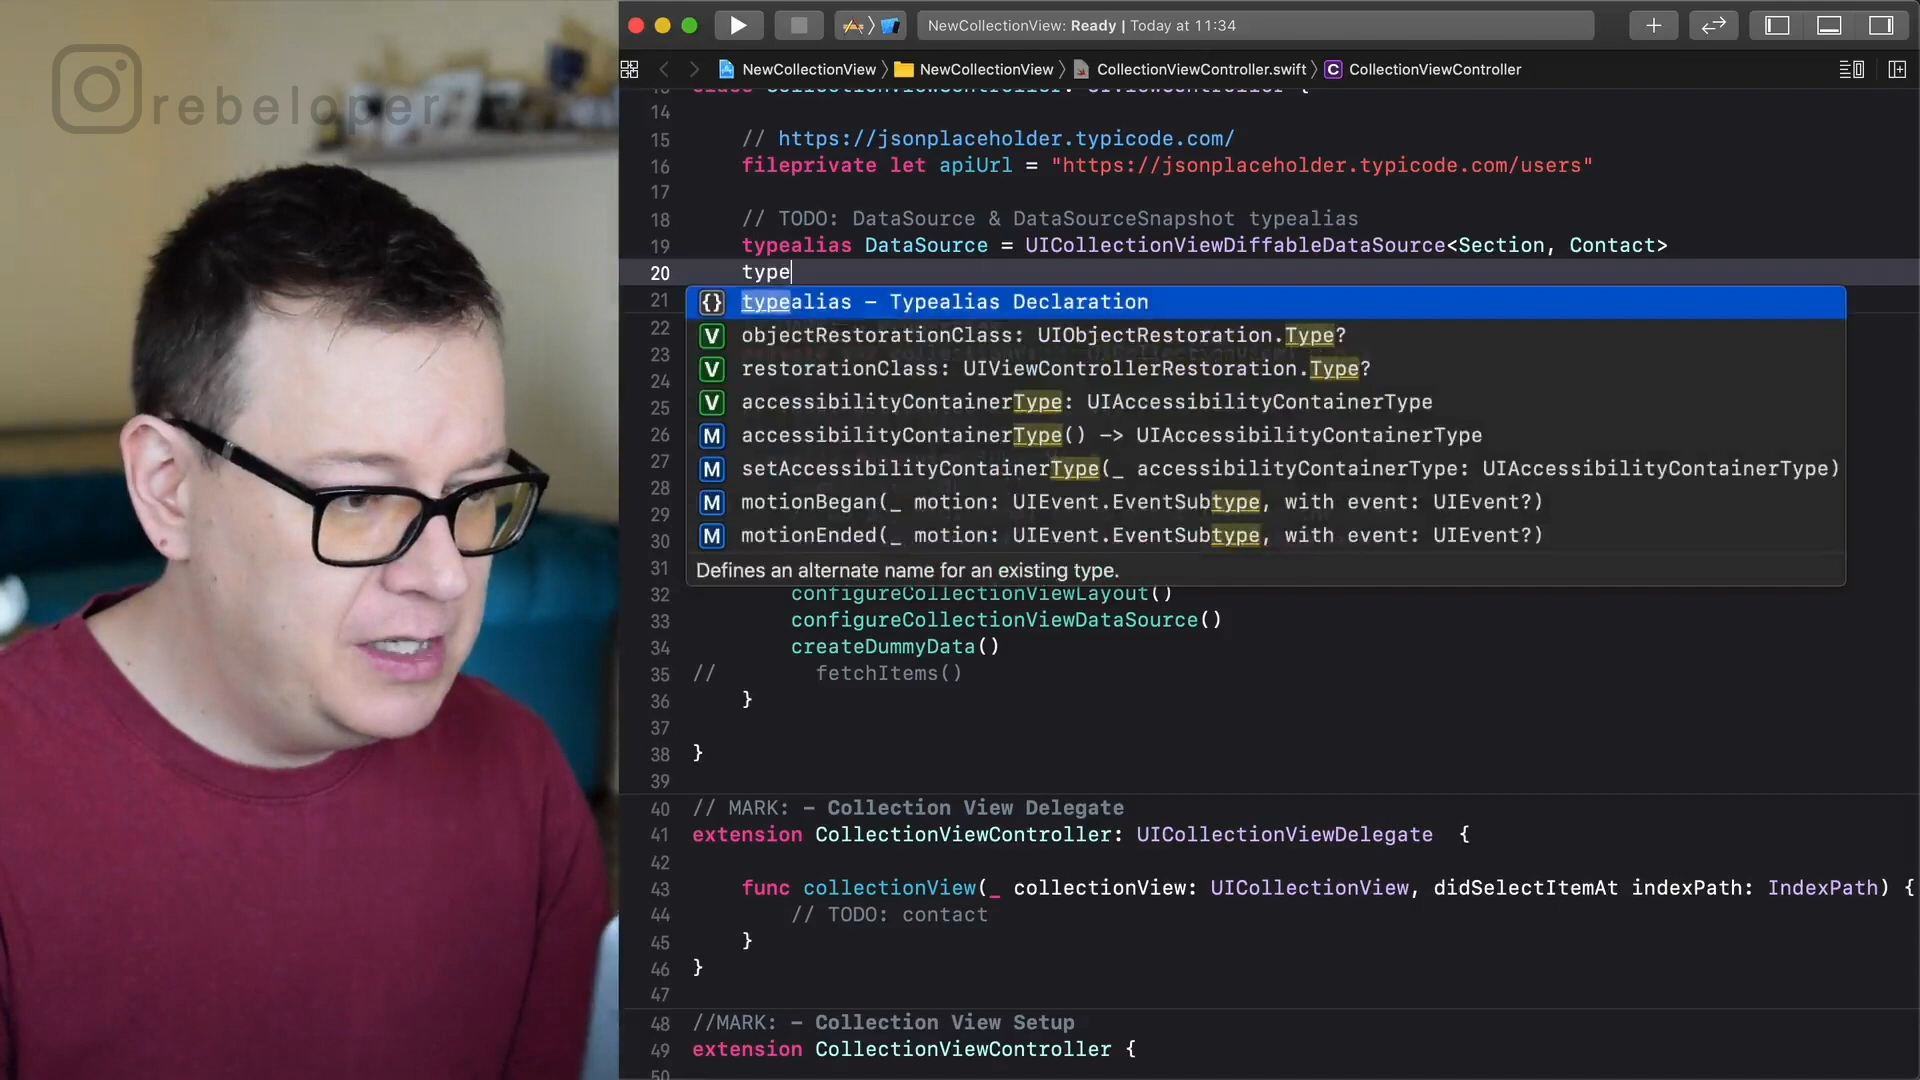 rebeloper
NewCollectionView: Ready | Today at 11:34
NewCollectionView 〉 NewCollectionView 〉 CollectionViewController.swift 〉 C CollectionViewController
14
15 // https://jsonplaceholder.typicode.com/
16 fileprivate let apiUrl = "https://jsonplaceholder.typicode.com/users"
17
18 // TODO: DataSource & DataSourceSnapshot typealias
19 typealias DataSource = UICollectionViewDiffableDataSource<Section, Contact>
20 type
21 {} typealias – Typealias Declaration
22 V objectRestorationClass: UIObjectRestoration.Type?
23
24 V restorationClass: UIViewControllerRestoration.Type?
25 V accessibilityContainerType: UIAccessibilityContainerType
26 M accessibilityContainerType() -> UIAccessibilityContainerType
27 M setAccessibilityContainerType(_ accessibilityContainerType: UIAccessibilityContainerType)
28
29 M motionBegan(_ motion: UIEvent.EventSubtype, with event: UIEvent?)
30 M motionEnded(_ motion: UIEvent.EventSubtype, with event: UIEvent?)
31 Defines an alternate name for an existing type.
32 configureCollectionViewLayout()
33 configureCollectionViewDataSource()
34 createDummyData()
35 // fetchItems()
36 }
37
38 }
39
40 // MARK: – Collection View Delegate
41 extension CollectionViewController: UICollectionViewDelegate {
42
43 func collectionView(_ collectionView: UICollectionView, didSelectItemAt indexPath: IndexPath) {
44 // TODO: contact
45 }
46 }
47
48 //MARK: – Collection View Setup
49 extension CollectionViewController {
50